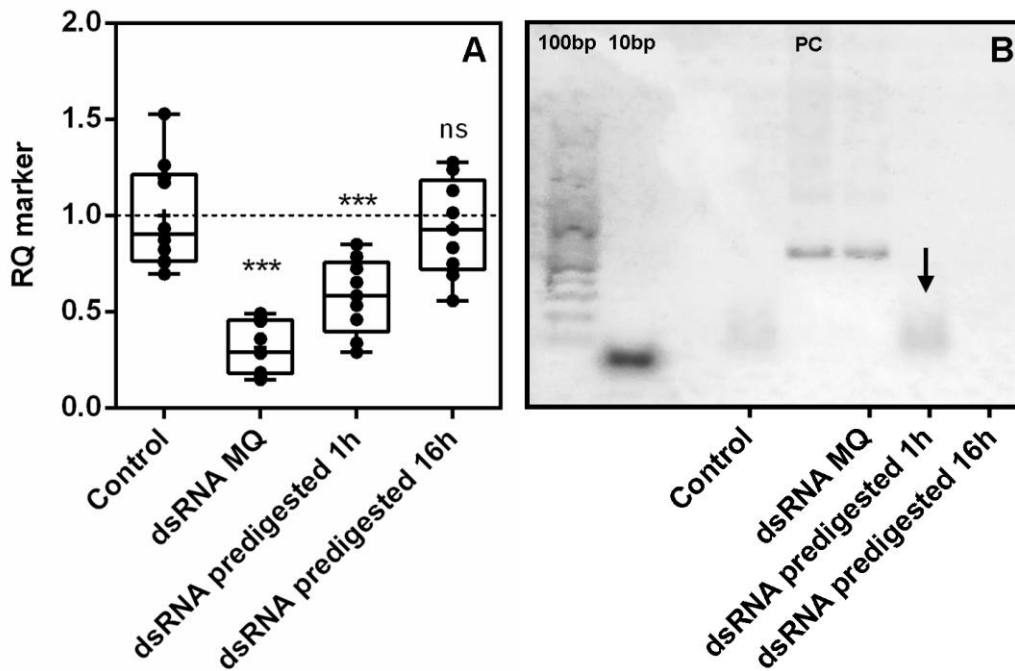 A
RQ marker
2.0
1.5
1.0
0.5
0.0
***
***
ns
Control
dsRNA MQ
dsRNA predigested 1h
dsRNA predigested 16h
B
100bp 10bp PC
Control
dsRNA MQ
dsRNA predigested 1h
dsRNA predigested 16h